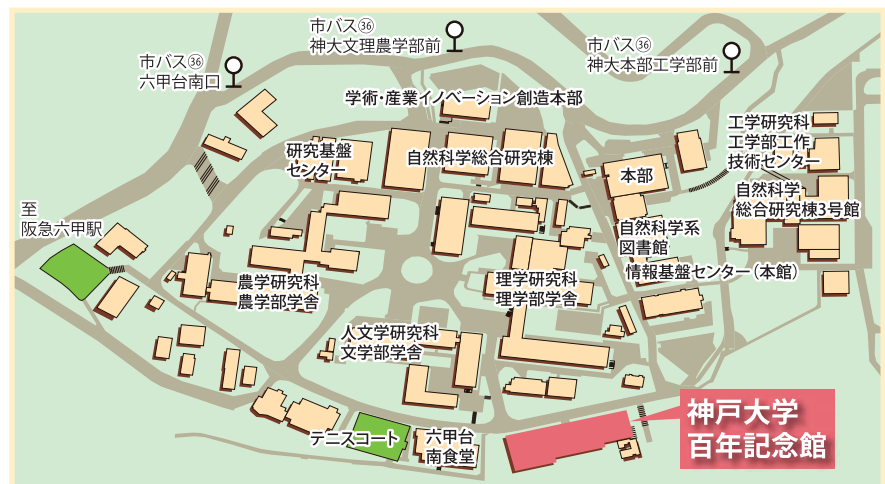 市バス㊱
神大文理農学部前
市バス㊱
六甲台南口
市バス㊱
神大本部工学部前
学術・産業イノベーション創造本部
研究基盤
センター
自然科学総合研究棟
本部
工学研究科
工学部工作
技術センター
自然科学
総合研究棟3号館
至
阪急六甲駅
自然科学系
図書館
情報基盤センター（本館）
農学研究科
農学部学舎
理学研究科
理学部学舎
人文学研究科
文学部学舎
テニスコート
六甲台
南食堂
神戸大学
百年記念館